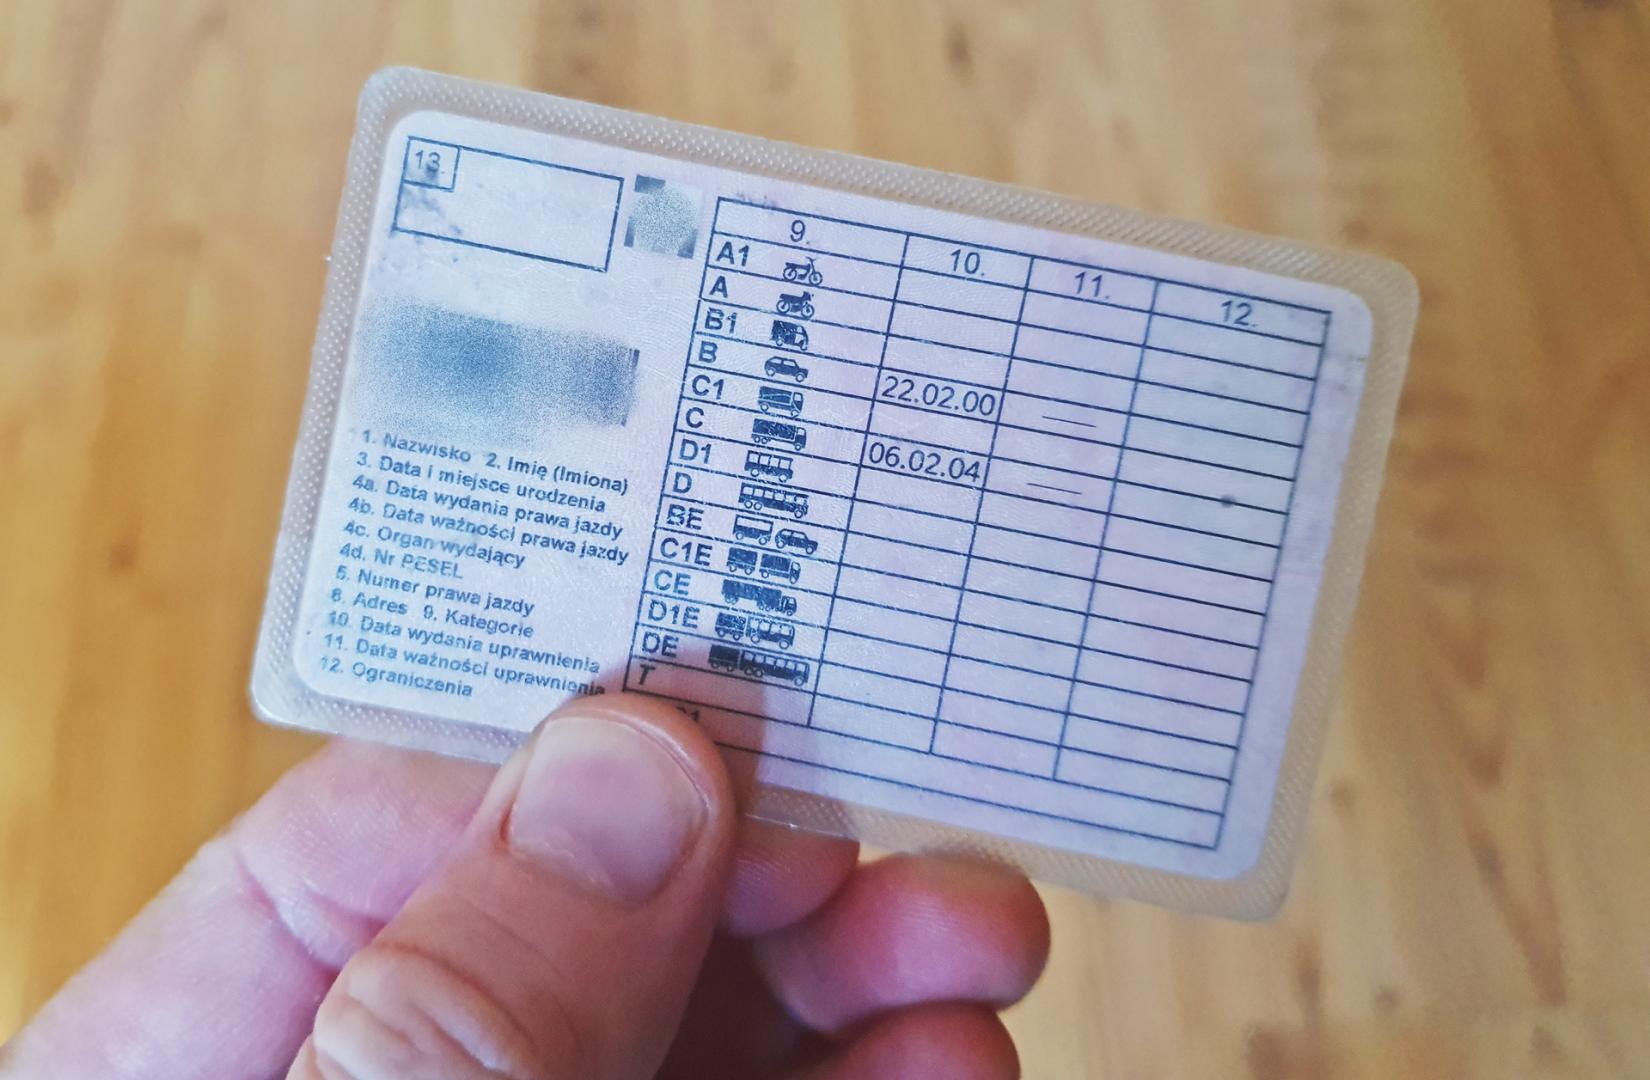 13.
1. Nazwisko 2. Imię (Imiona)
3. Data i miejsce urodzenia
4a. Data wydania prawa jazdy
4b. Data ważności prawa jazdy
4c. Organ wydający
4d. Nr PESEL
5. Numer prawa jazdy
8. Adres 9. Kategorie
10. Data wydania uprawnienia
11. Data ważności uprawnienia
12. Ograniczenia
9. 10. 11. 12.
A1
A
B1
B 22.02.00 —
C1
C 06.02.04 —
D1
D
BE
C1E
CE
D1E
DE
T